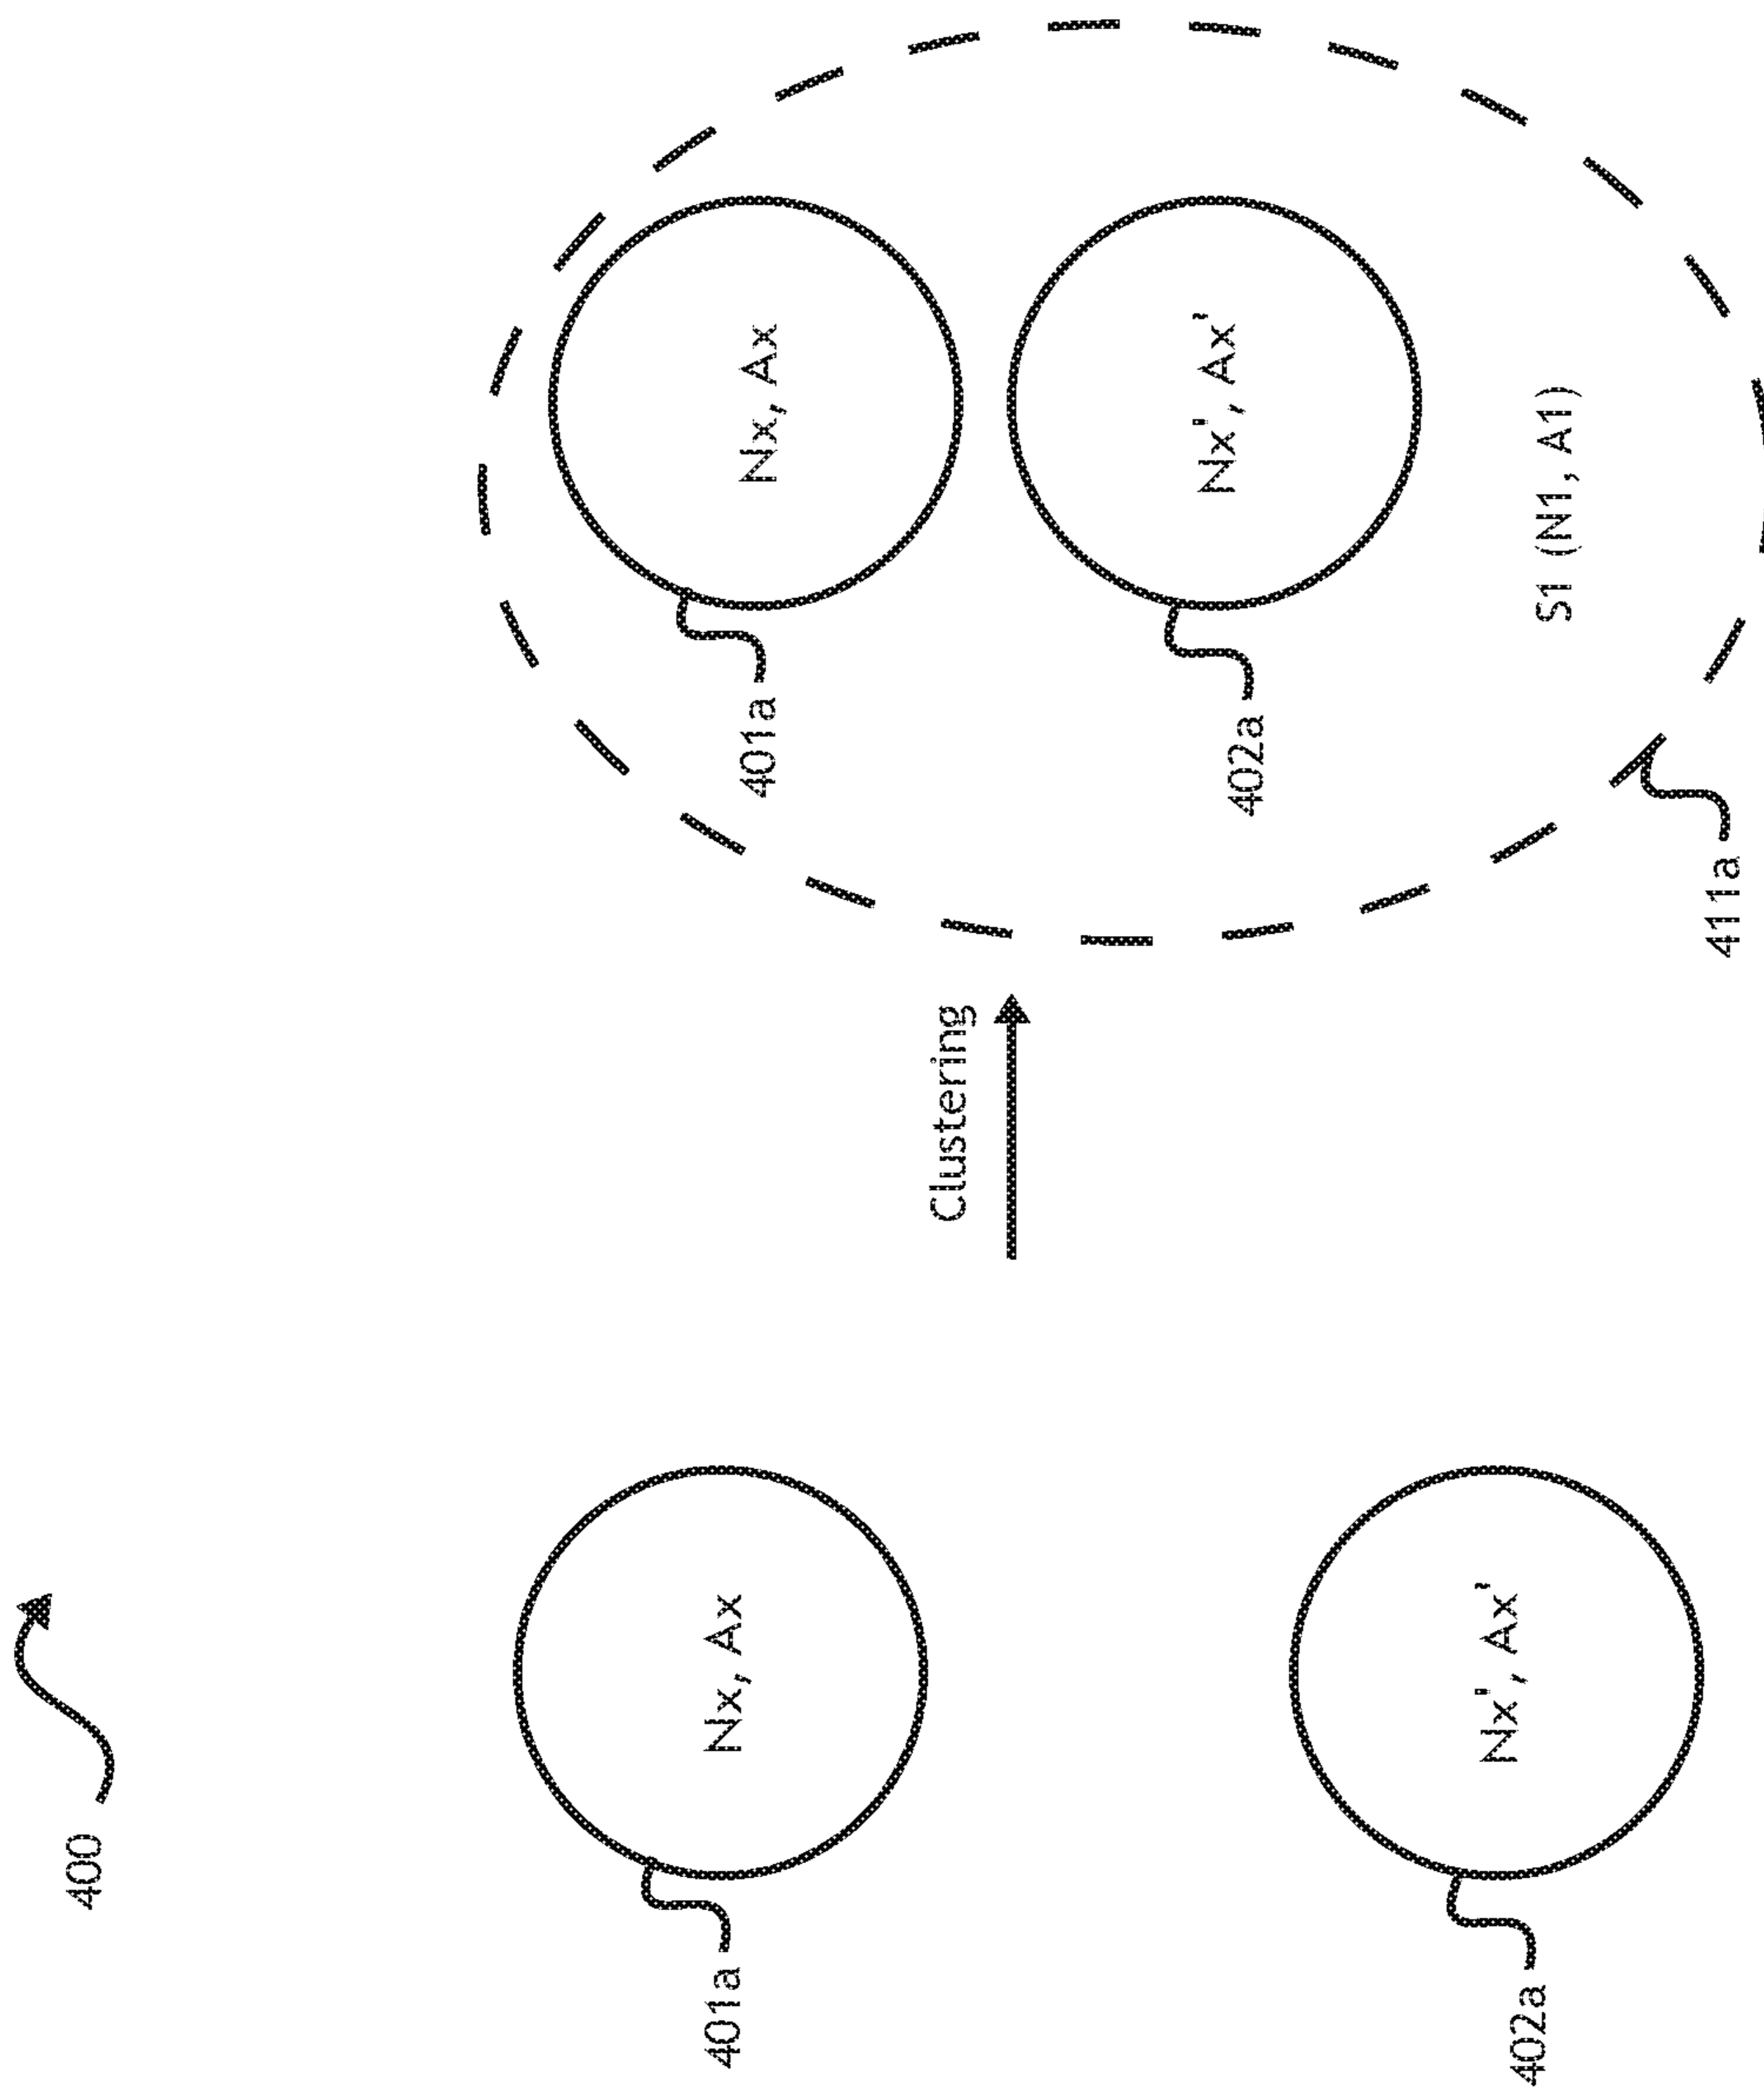 400
401a
Nx, Ax
402a
Nx', Ax'
Clustering
401a
Nx, Ax
402a
Nx', Ax'
S1 (N1, A1)
411a